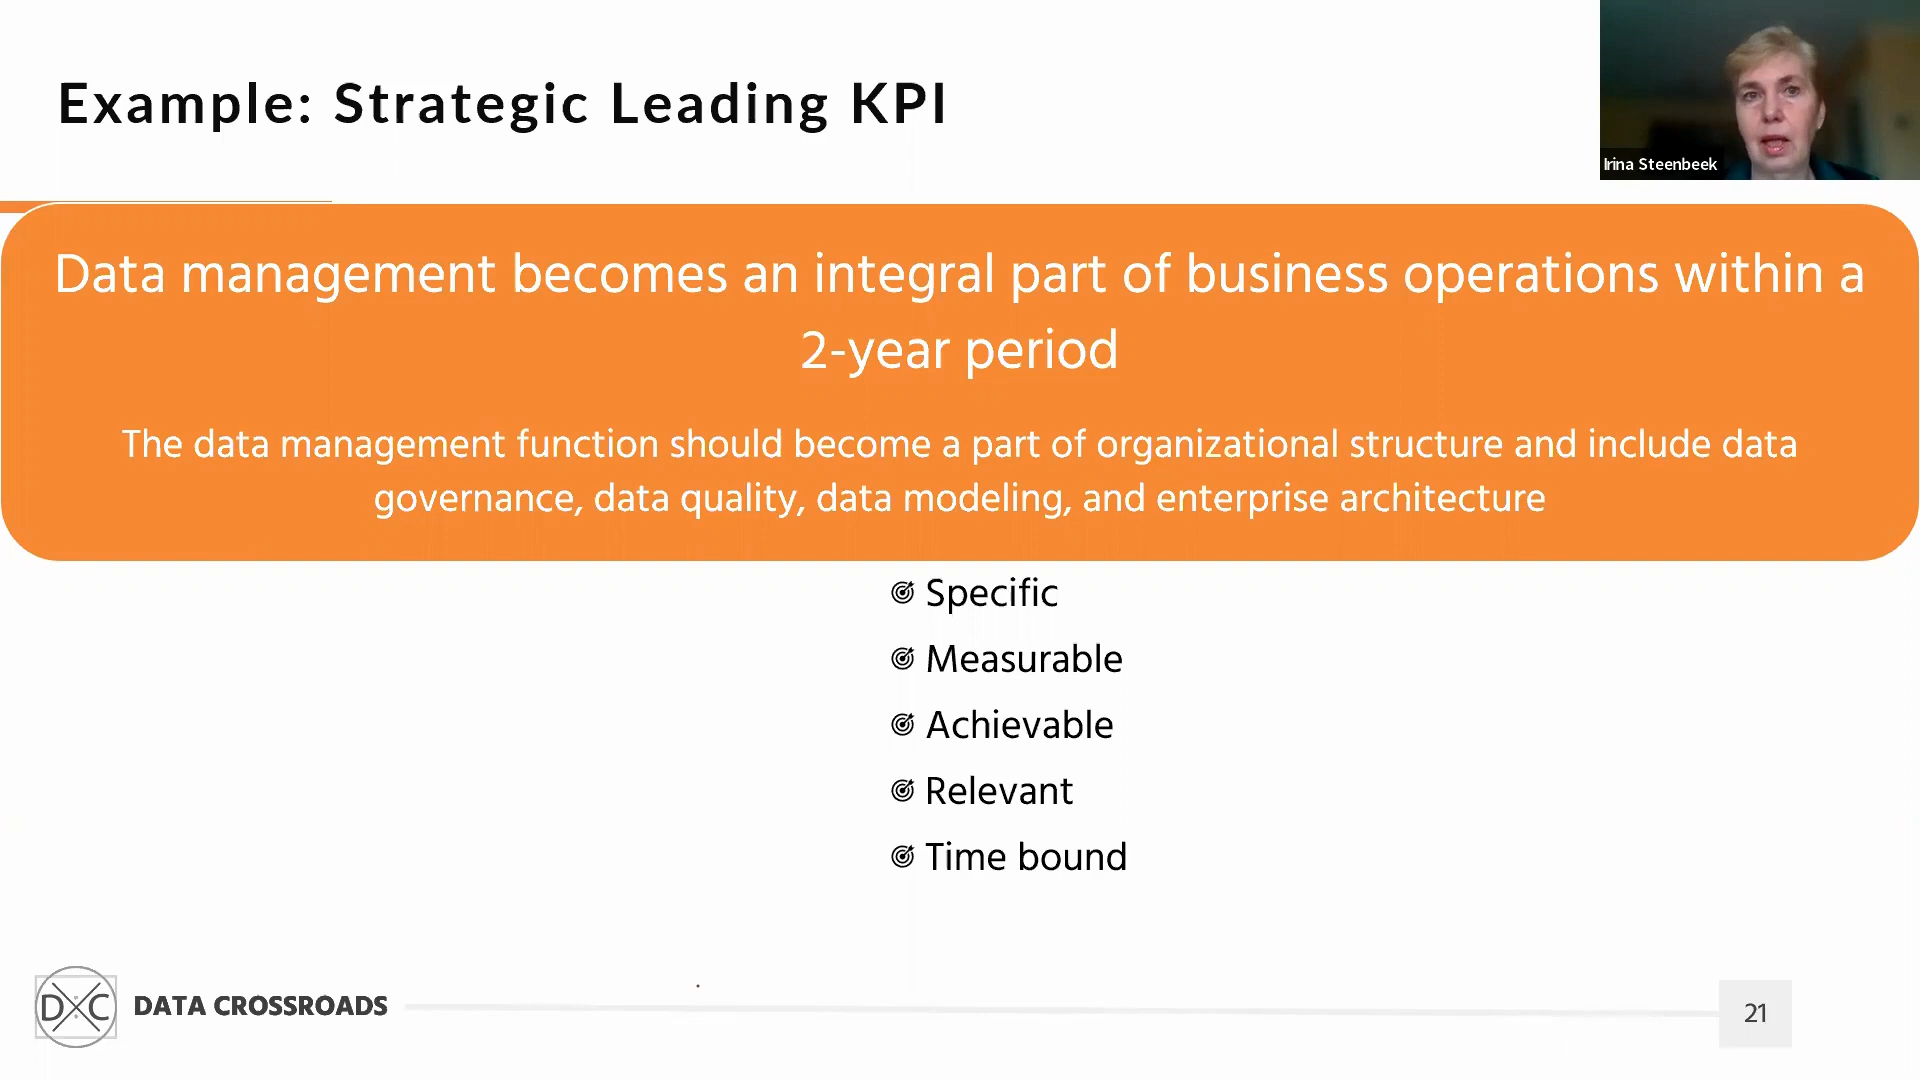 Example: Strategic Leading KPI
Irina Steenbeek
Data management becomes an integral part of business operations within a
2-year period
The data management function should become a part of organizational structure and include data
governance, data quality, data modeling, and enterprise architecture
Specific
Measurable
Achievable
Relevant
Time bound
DXC DATA CROSSROADS
21